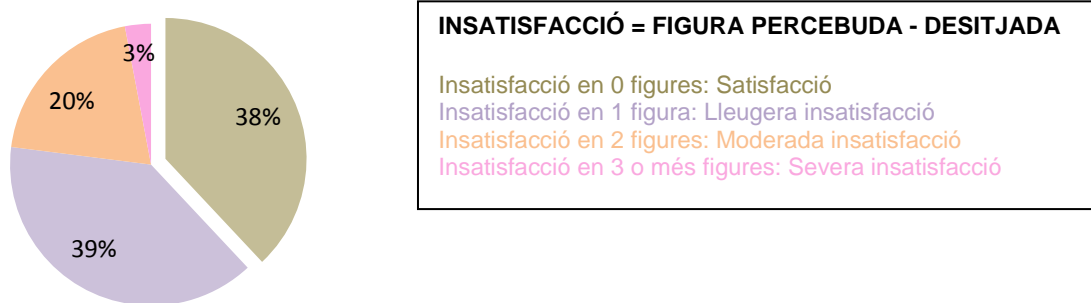 3%
20%
38%
39%
INSATISFACCIÓ = FIGURA PERCEBUDA - DESITJADA
Insatisfacció en 0 figures: Satisfacció
Insatisfacció en 1 figura: Lleugera insatisfacció
Insatisfacció en 2 figures: Moderada insatisfacció
Insatisfacció en 3 o més figures: Severa insatisfacció